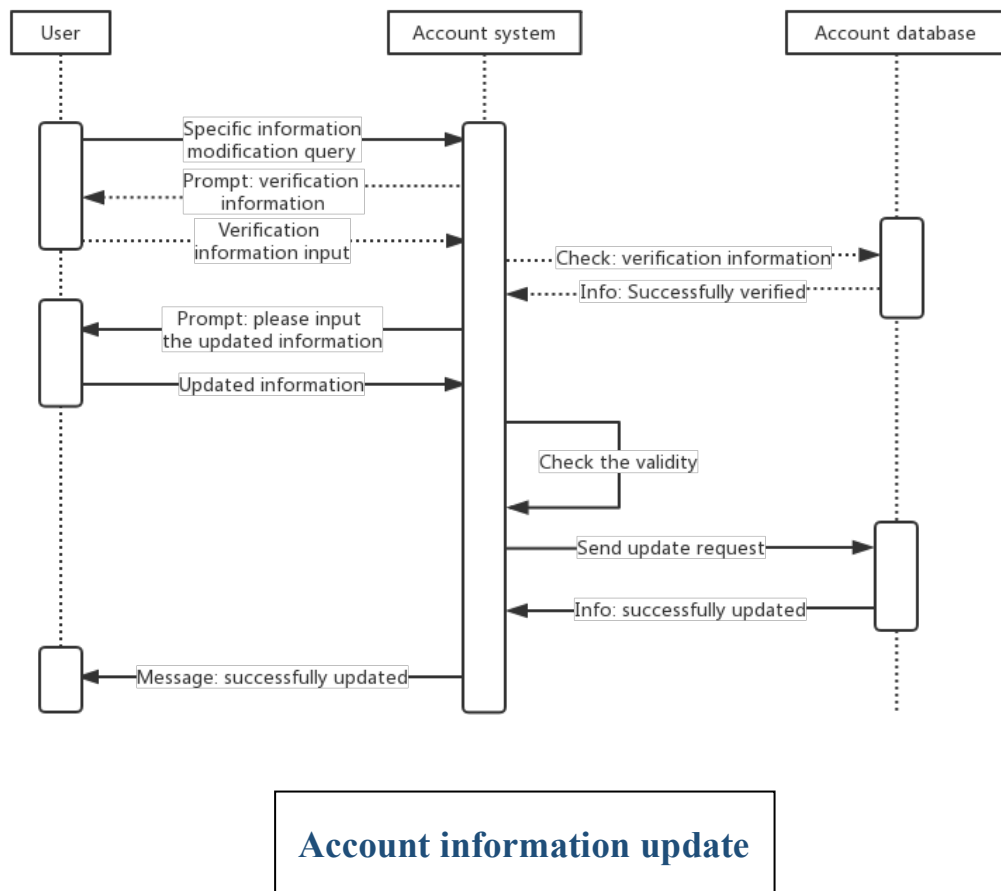 User
Account system
Account database
Specific information
modification query
Prompt: verification
information
Verification
information input
Check: verification information
Info: Successfully verified
Prompt: please input
the updated information
Updated information
Check the validity
Send update request
Info: successfully updated
Message: successfully updated
Account information update